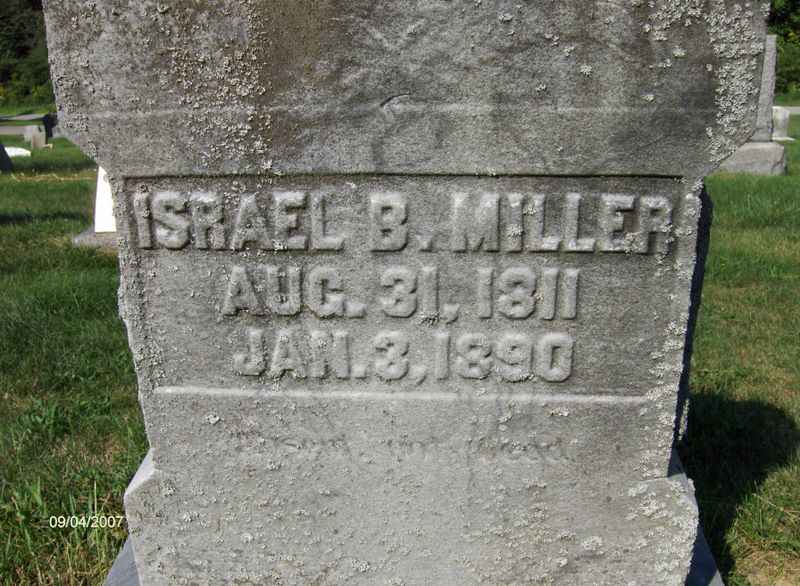 ISRAEL B. MILLER
AUG. 31, 1811
JAN. 3, 1890
09/04/2007